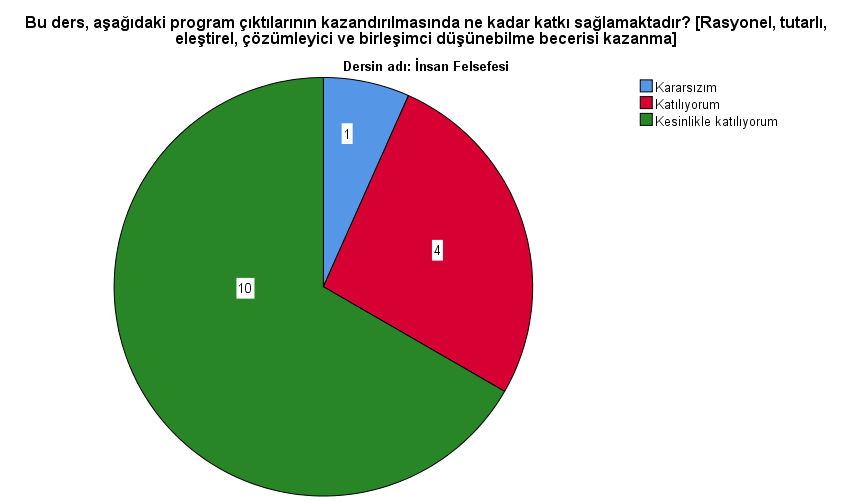 Bu ders, aşağıdaki program çıktılarının kazandırılmasında ne kadar katkı sağlamaktadır? [Rasyonel, tutarlı,
eleştirel, çözümleyici ve birleşimci düşünebilme becerisi kazanma]
Dersin adı: İnsan Felsefesi
Kararsızım
Katılıyorum
Kesinlikle katılıyorum
1
4
10